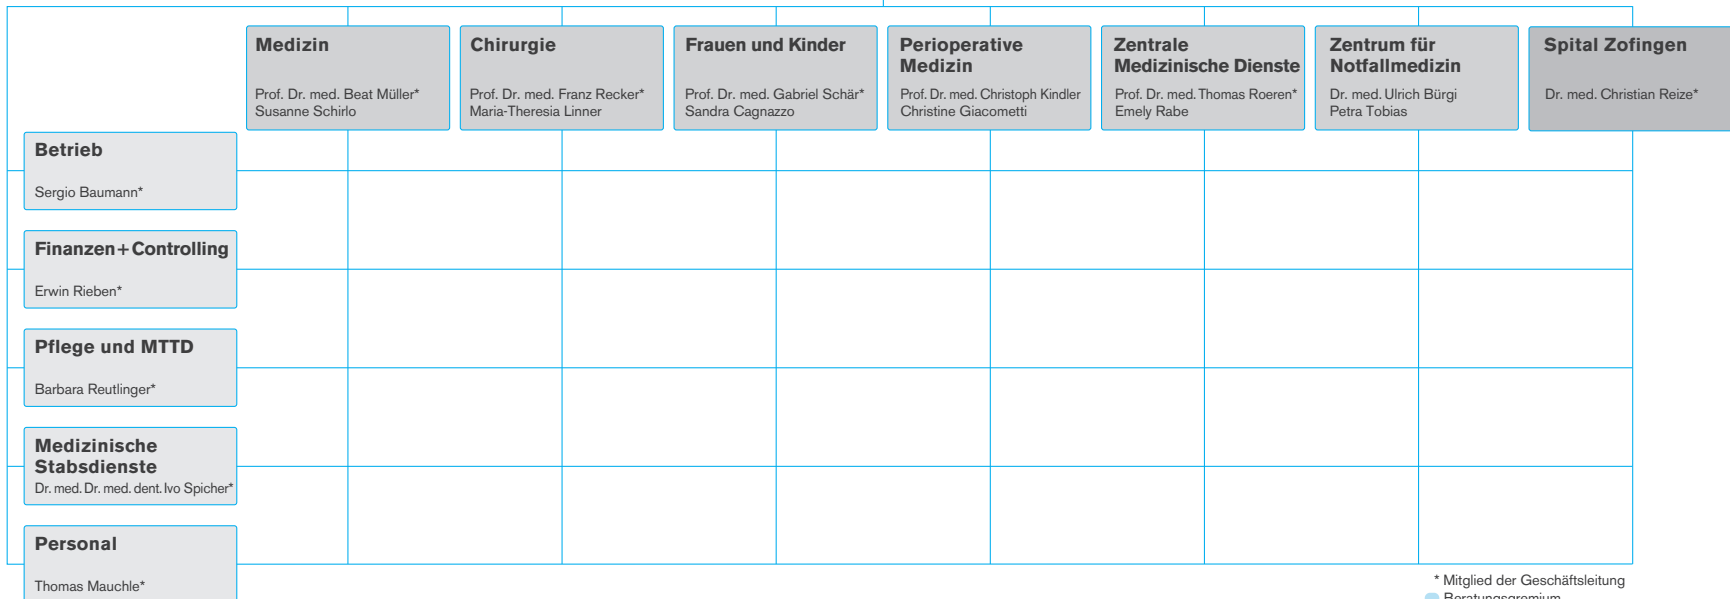 Medizin
Prof. Dr. med. Beat Müller*
Susanne Schirlo
Chirurgie
Prof. Dr. med. Franz Recker*
Maria-Theresia Linner
Frauen und Kinder
Prof. Dr. med. Gabriel Schär*
Sandra Cagnazzo
Perioperative
Medizin
Prof. Dr. med. Christoph Kindler
Christine Giacometti
Zentrale
Medizinische Dienste
Prof. Dr. med. Thomas Roeren*
Emely Rabe
Zentrum für
Notfallmedizin
Dr. med. Ulrich Bürgi
Petra Tobias
Spital Zofingen
Dr. med. Christian Reize*
Betrieb
Sergio Baumann*
Finanzen+Controlling
Erwin Rieben*
Pflege und MTTD
Barbara Reutlinger*
Medizinische
Stabsdienste
Dr. med. Dr. med. dent. Ivo Spicher*
Personal
Thomas Mauchle*
* Mitglied der Geschäftsleitung
Beratungsgremium